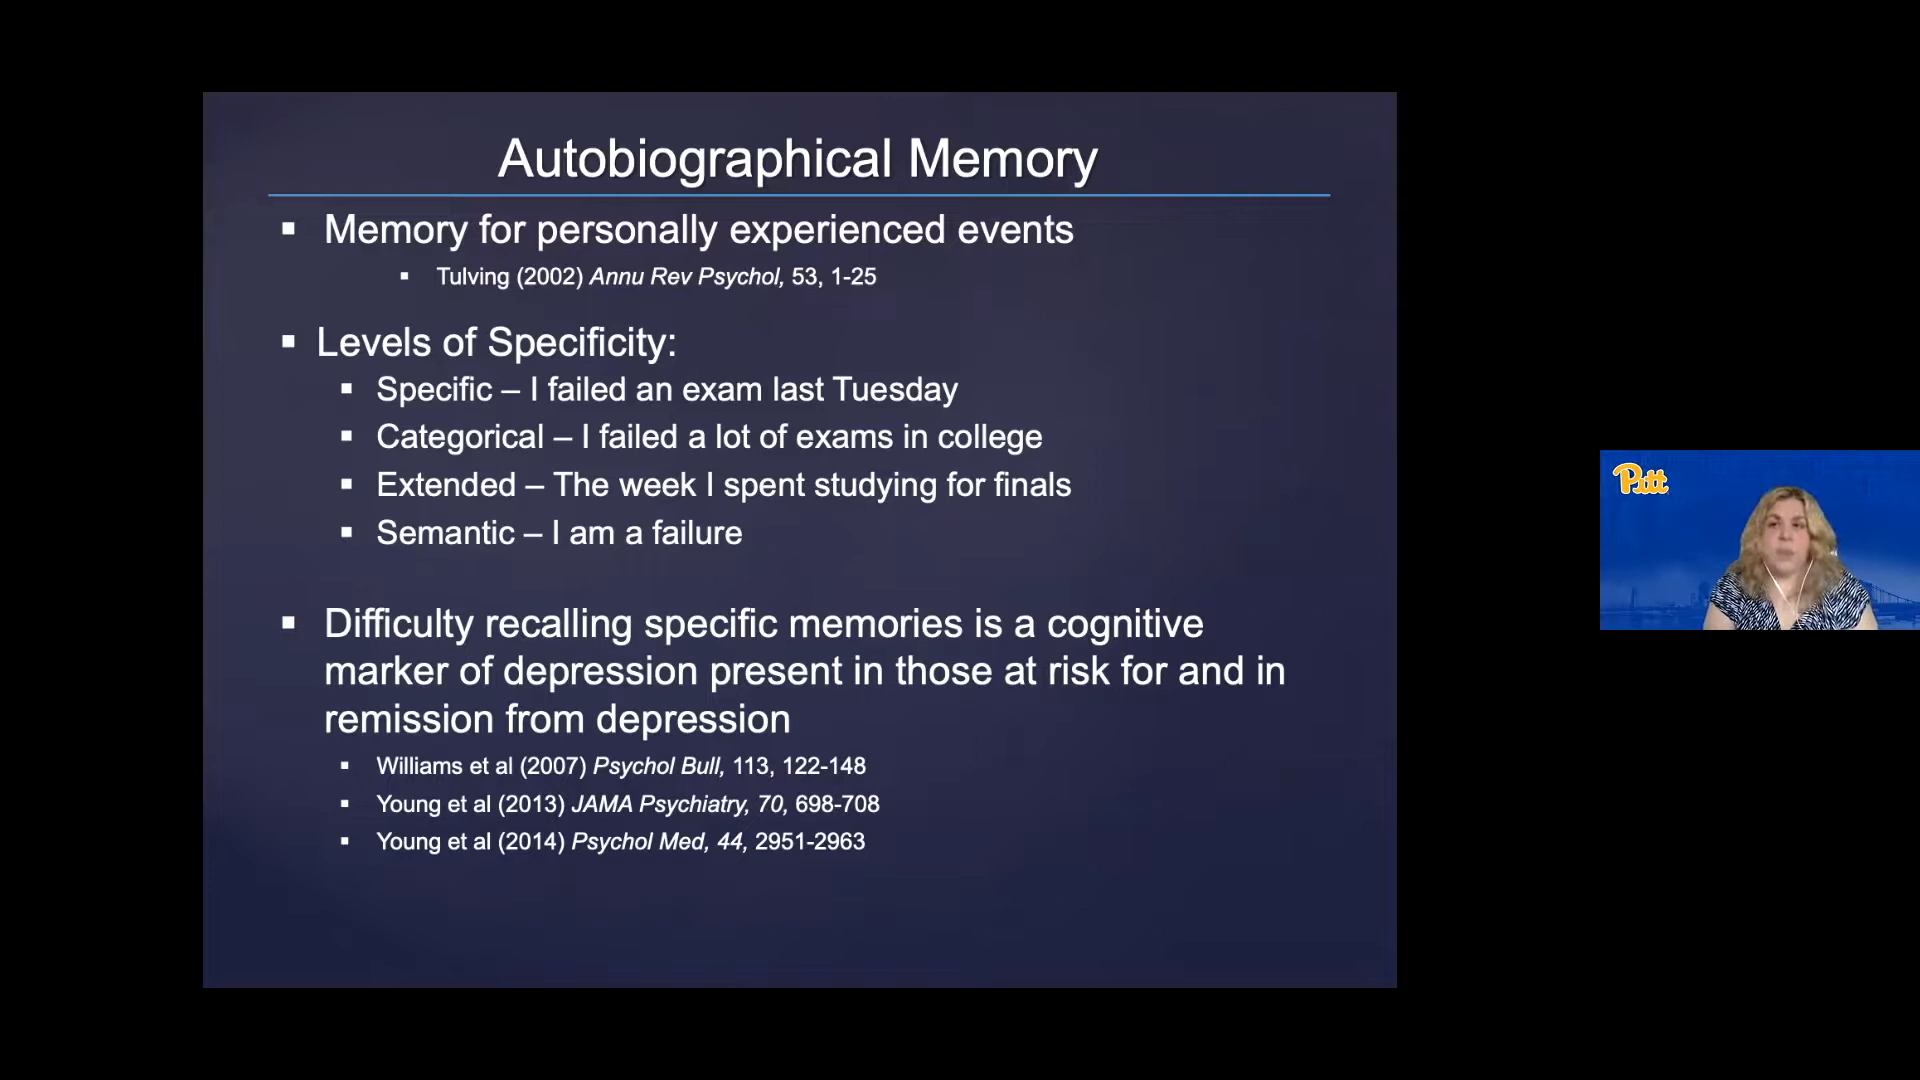 Autobiographical Memory
▪ Memory for personally experienced events
▪ Tulving (2002) Annu Rev Psychol, 53, 1-25
▪ Levels of Specificity:
▪ Specific – I failed an exam last Tuesday
▪ Categorical – I failed a lot of exams in college
▪ Extended – The week I spent studying for finals
▪ Semantic – I am a failure
▪ Difficulty recalling specific memories is a cognitive
marker of depression present in those at risk for and in
remission from depression
▪ Williams et al (2007) Psychol Bull, 113, 122-148
▪ Young et al (2013) JAMA Psychiatry, 70, 698-708
▪ Young et al (2014) Psychol Med, 44, 2951-2963
Pitt